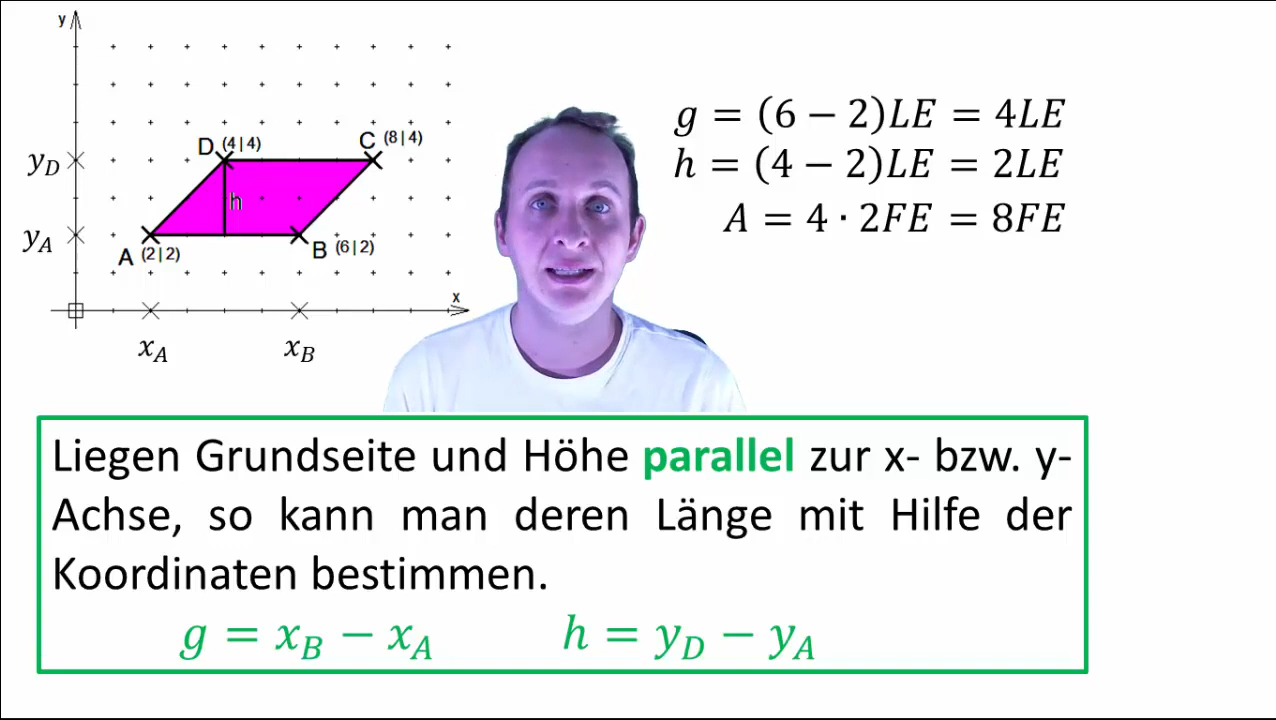 y
D (4|4)
C (8|4)
g = (6 − 2)LE = 4LE
h = (4 − 2)LE = 2LE
A = 4 · 2FE = 8FE
y_D
h
y_A
A (2|2)
B (6|2)
x
x_A
x_B
Liegen Grundseite und Höhe parallel zur x- bzw. y-
Achse, so kann man deren Länge mit Hilfe der
Koordinaten bestimmen.
g = x_B − x_A h = y_D − y_A